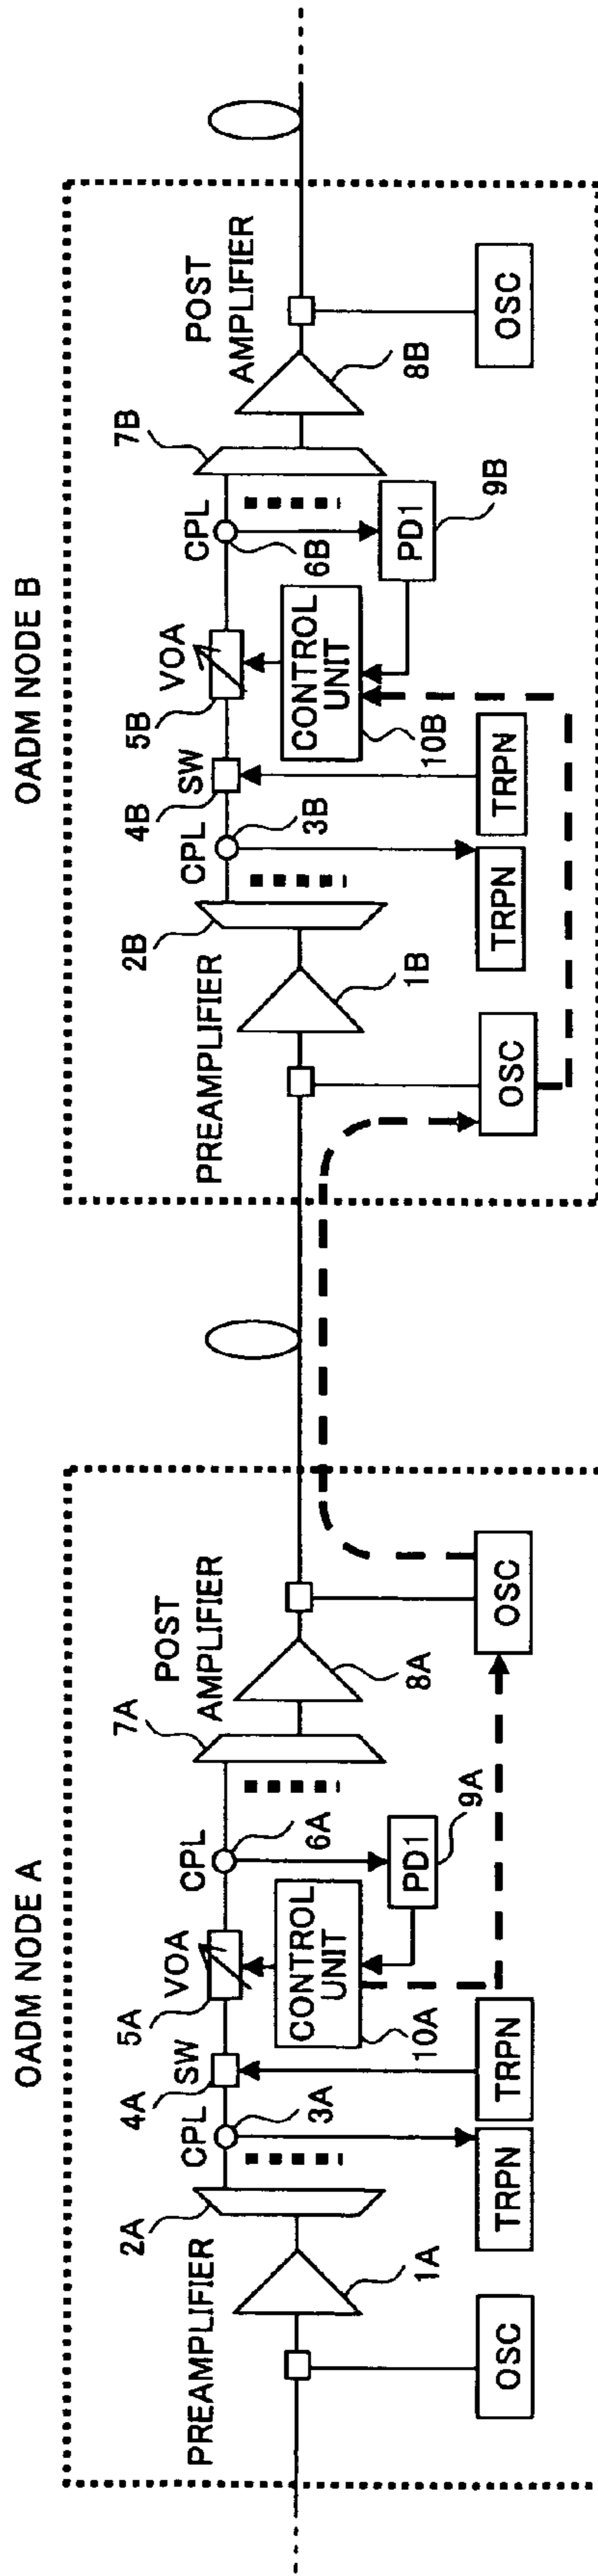 OADM NODE A
PREAMPLIFIER
1A
2A
CPL
3A
4A
SW
5A
VOA
CONTROL
UNIT
10A
CPL
6A
PD1
9A
7A
POST
AMPLIFIER
8A
OSC
TRPN
TRPN
OSC
OADM NODE B
PREAMPLIFIER
1B
2B
CPL
3B
4B
SW
5B
VOA
CONTROL
UNIT
10B
CPL
6B
PD1
9B
7B
POST
AMPLIFIER
8B
OSC
TRPN
TRPN
OSC